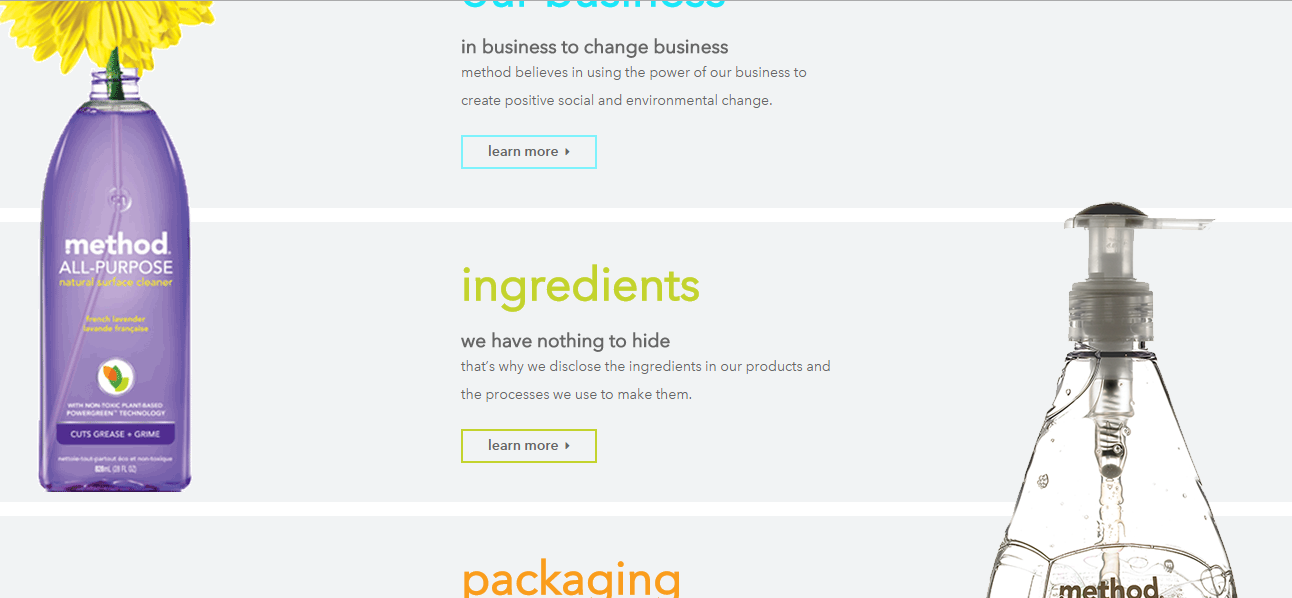 our business
in business to change business
method believes in using the power of our business to
create positive social and environmental change.
learn more
method.
ALL-PURPOSE
natural surface cleaner
french lavender
lavande française
WITH NON-TOXIC PLANT-BASED
POWERGREEN™ TECHNOLOGY
CUTS GREASE + GRIME
nettoie-tout-partout éco et non-toxique
828mL (28 FL OZ)
ingredients
we have nothing to hide
that's why we disclose the ingredients in our products and
the processes we use to make them.
learn more
packaging
method.